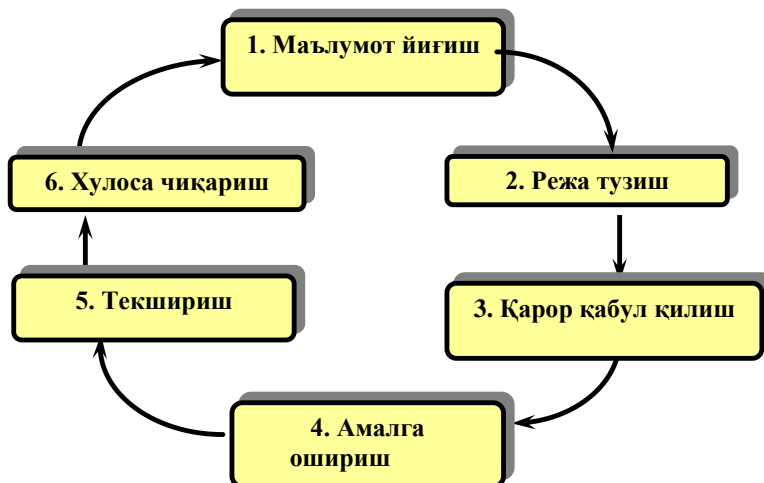 1. Маълумот йиғиш
2. Режа тузиш
3. Қарор қабул қилиш
4. Амалга
ошириш
5. Текшириш
6. Хулоса чиқариш